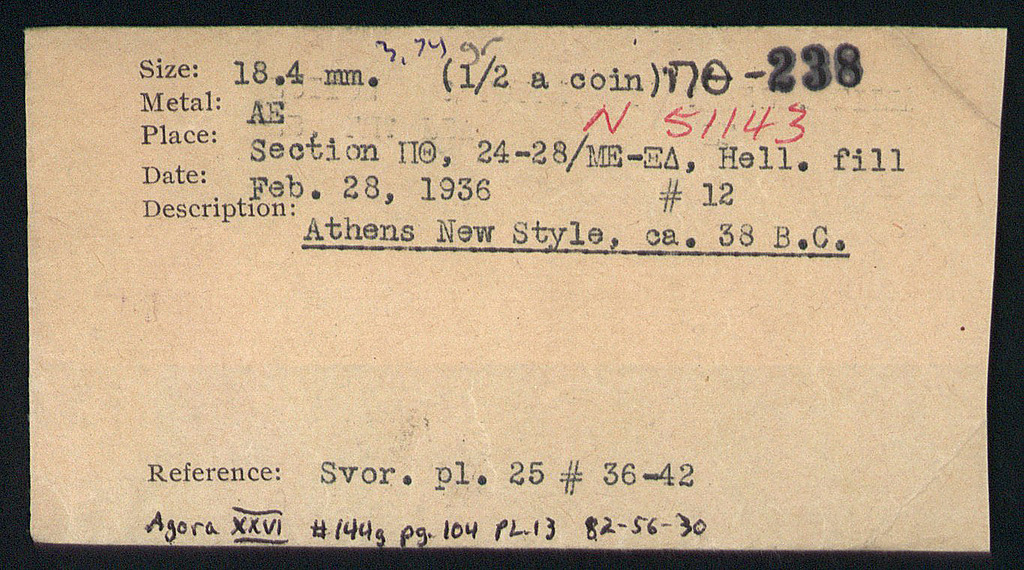 3,74 gr
Size: 18.4 mm. (1/2 a coin) ΠΘ -238
Metal: AE
N 51143
Place: Section ΠΘ, 24-28/ΜΕ-ΞΔ, Hell. fill
Date: Feb. 28, 1936 # 12
Description: Athens New Style, ca. 38 B.C.
Reference: Svor. pl. 25 # 36-42
Agora XXVI #144g pg. 104 PL.13 82-56-30